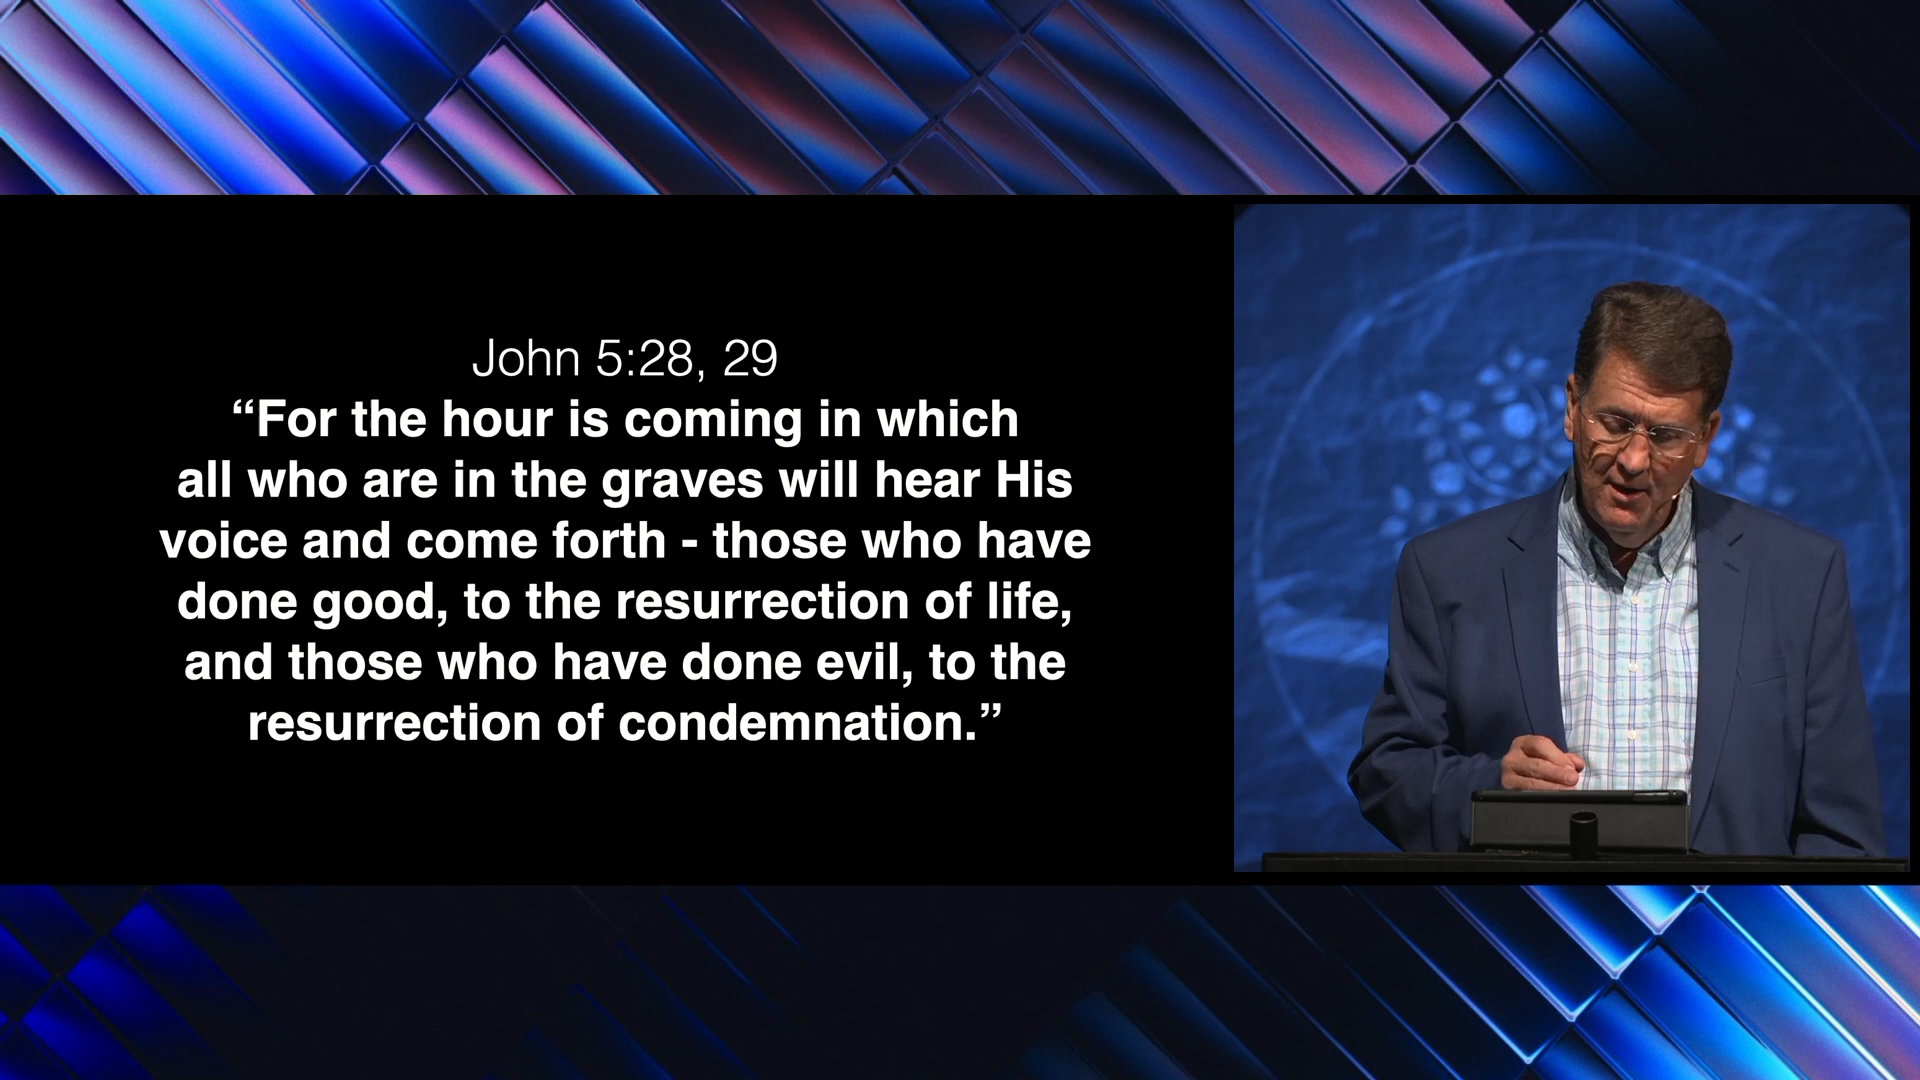 John 5:28, 29
“For the hour is coming in which
all who are in the graves will hear His
voice and come forth - those who have
done good, to the resurrection of life,
and those who have done evil, to the
resurrection of condemnation.”